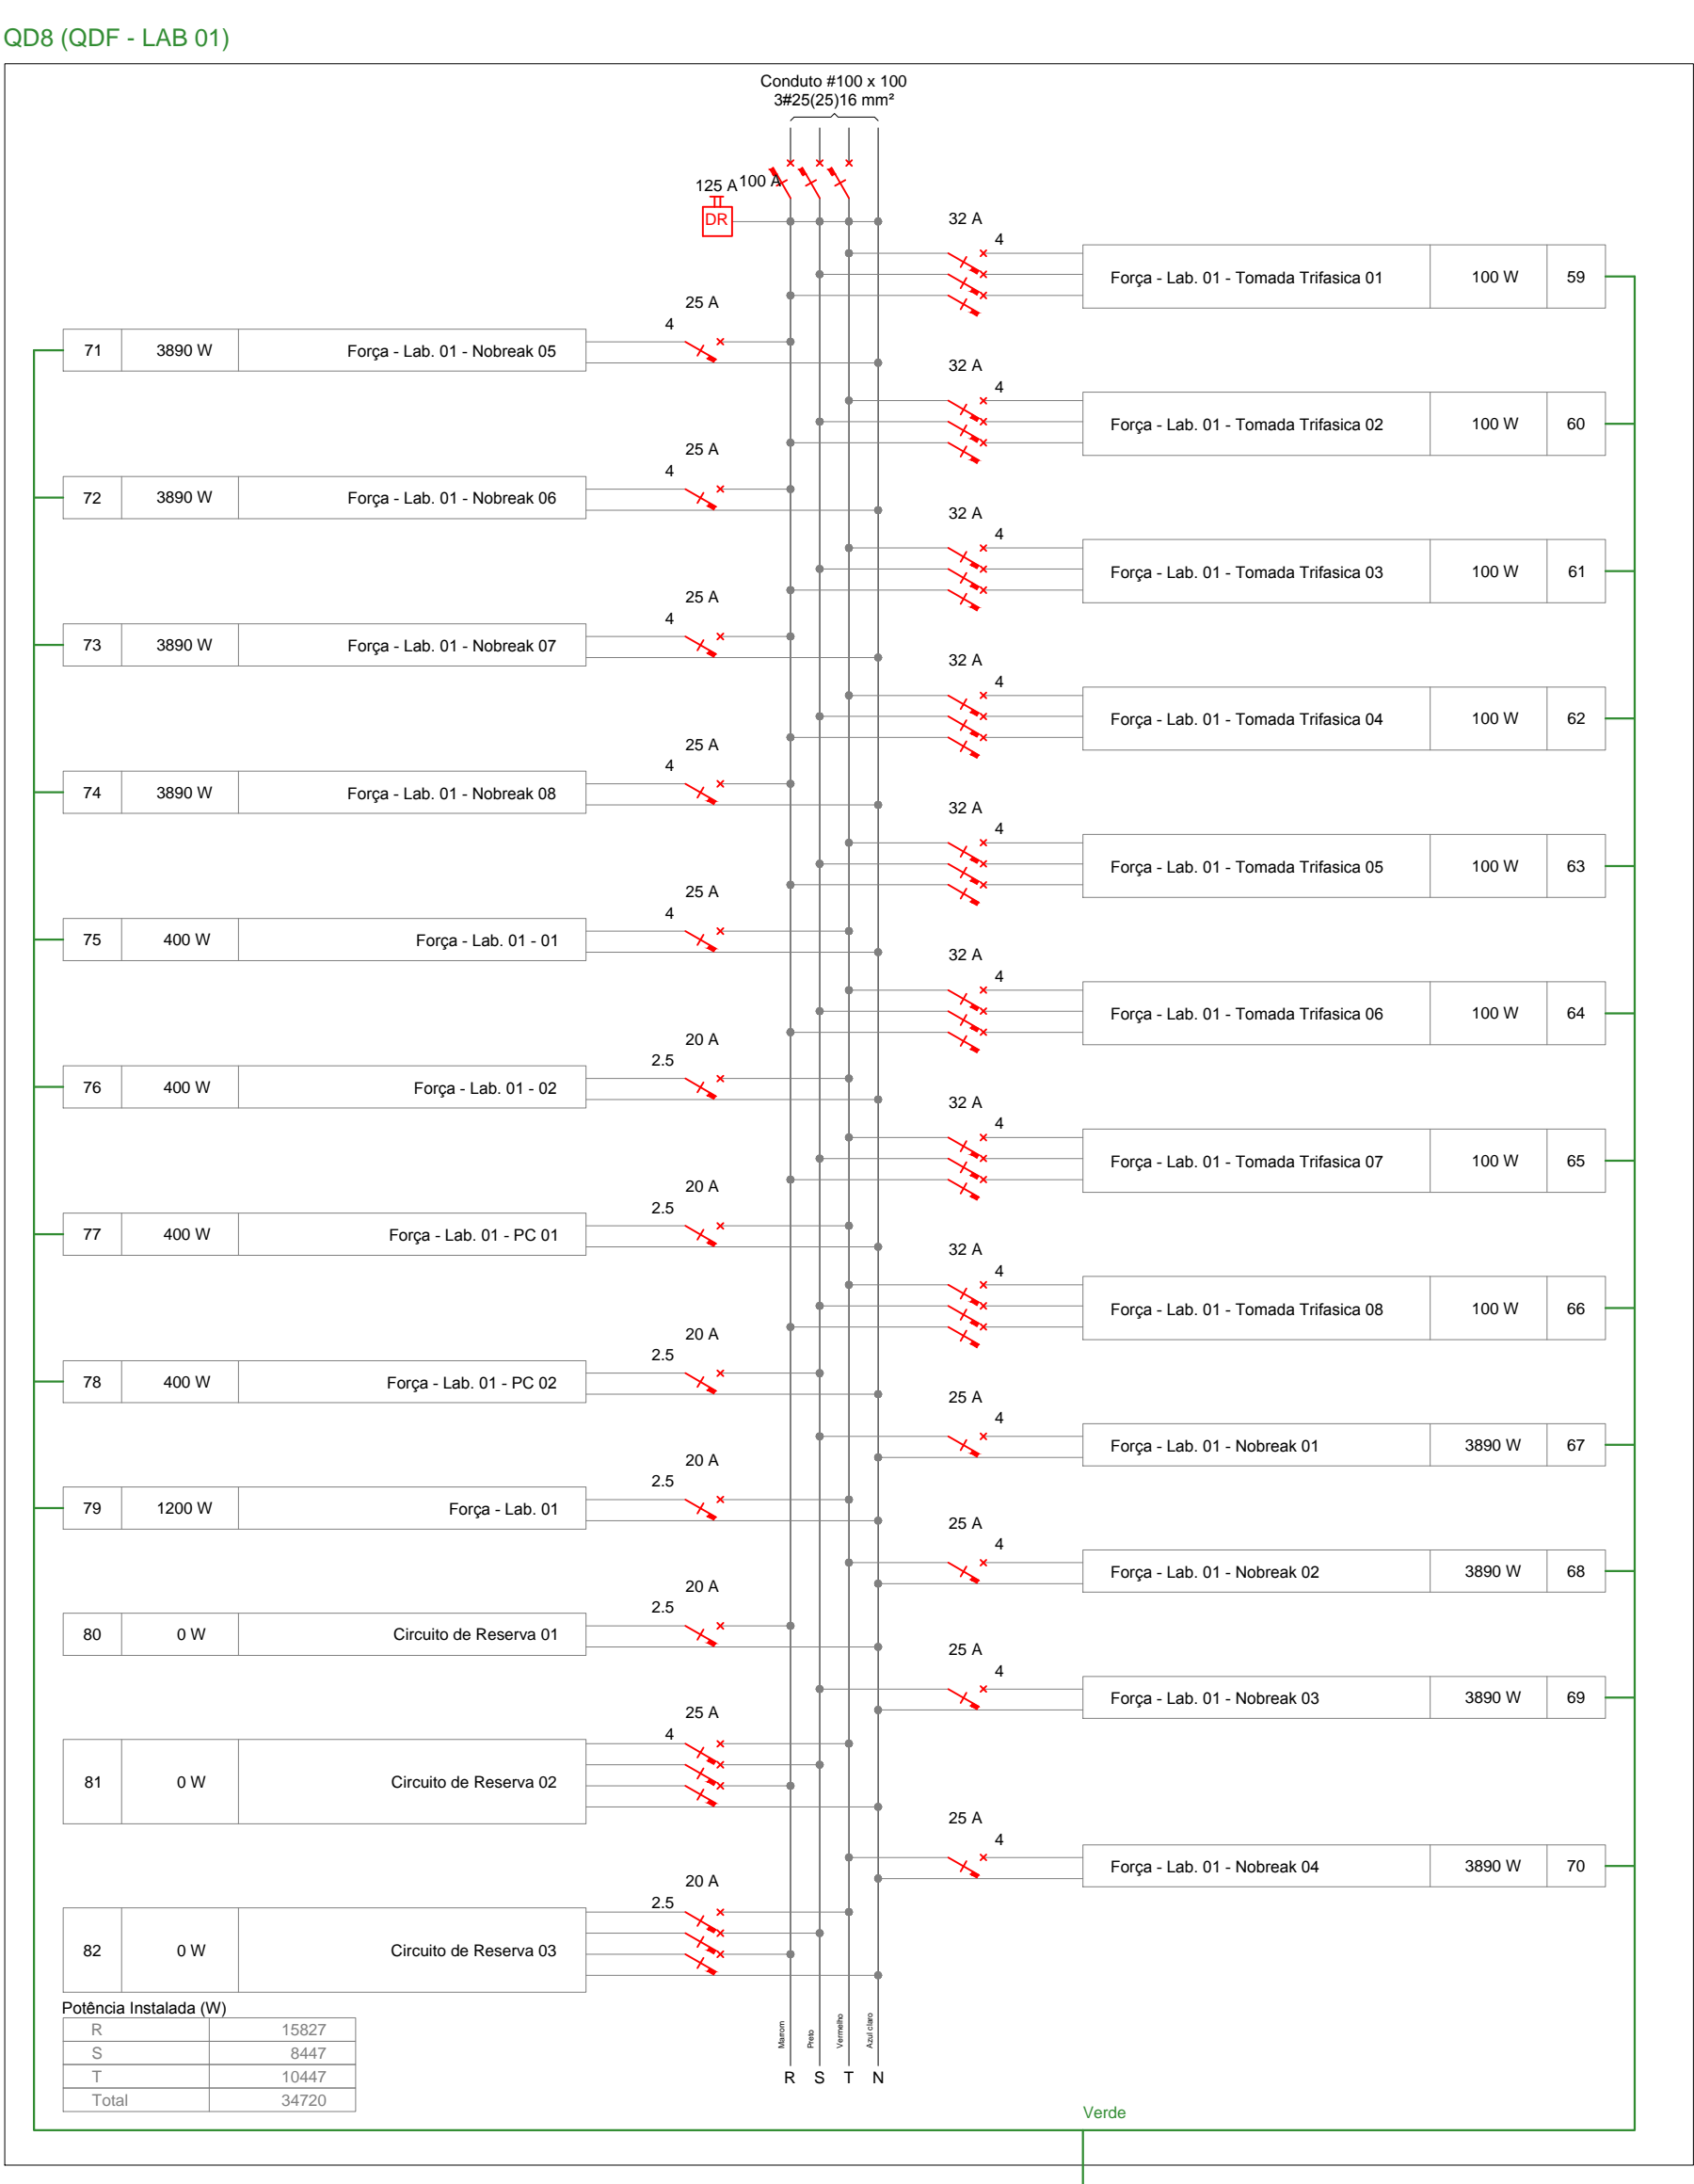 QD8 (QDF - LAB 01)
Conduto #100 x 100
3#25(25)16 mm²
125 A
100 A
DR
32 A
4
Força - Lab. 01 - Tomada Trifasica 01 100 W 59
25 A
4
71 3890 W Força - Lab. 01 - Nobreak 05
32 A
4
Força - Lab. 01 - Tomada Trifasica 02 100 W 60
25 A
4
72 3890 W Força - Lab. 01 - Nobreak 06
32 A
4
Força - Lab. 01 - Tomada Trifasica 03 100 W 61
25 A
4
73 3890 W Força - Lab. 01 - Nobreak 07
32 A
4
Força - Lab. 01 - Tomada Trifasica 04 100 W 62
25 A
4
74 3890 W Força - Lab. 01 - Nobreak 08
32 A
4
Força - Lab. 01 - Tomada Trifasica 05 100 W 63
25 A
4
75 400 W Força - Lab. 01 - 01
32 A
4
Força - Lab. 01 - Tomada Trifasica 06 100 W 64
20 A
2.5
76 400 W Força - Lab. 01 - 02
32 A
4
Força - Lab. 01 - Tomada Trifasica 07 100 W 65
20 A
2.5
77 400 W Força - Lab. 01 - PC 01
32 A
4
Força - Lab. 01 - Tomada Trifasica 08 100 W 66
20 A
2.5
78 400 W Força - Lab. 01 - PC 02
25 A
4
Força - Lab. 01 - Nobreak 01 3890 W 67
20 A
2.5
79 1200 W Força - Lab. 01
25 A
4
Força - Lab. 01 - Nobreak 02 3890 W 68
20 A
2.5
80 0 W Circuito de Reserva 01
25 A
4
Força - Lab. 01 - Nobreak 03 3890 W 69
25 A
4
81 0 W Circuito de Reserva 02
25 A
4
Força - Lab. 01 - Nobreak 04 3890 W 70
20 A
2.5
82 0 W Circuito de Reserva 03
Potência Instalada (W)
R 15827
S 8447
T 10447
Total 34720
Marrom
Preto
Vermelho
Azul claro
R S T N
Verde